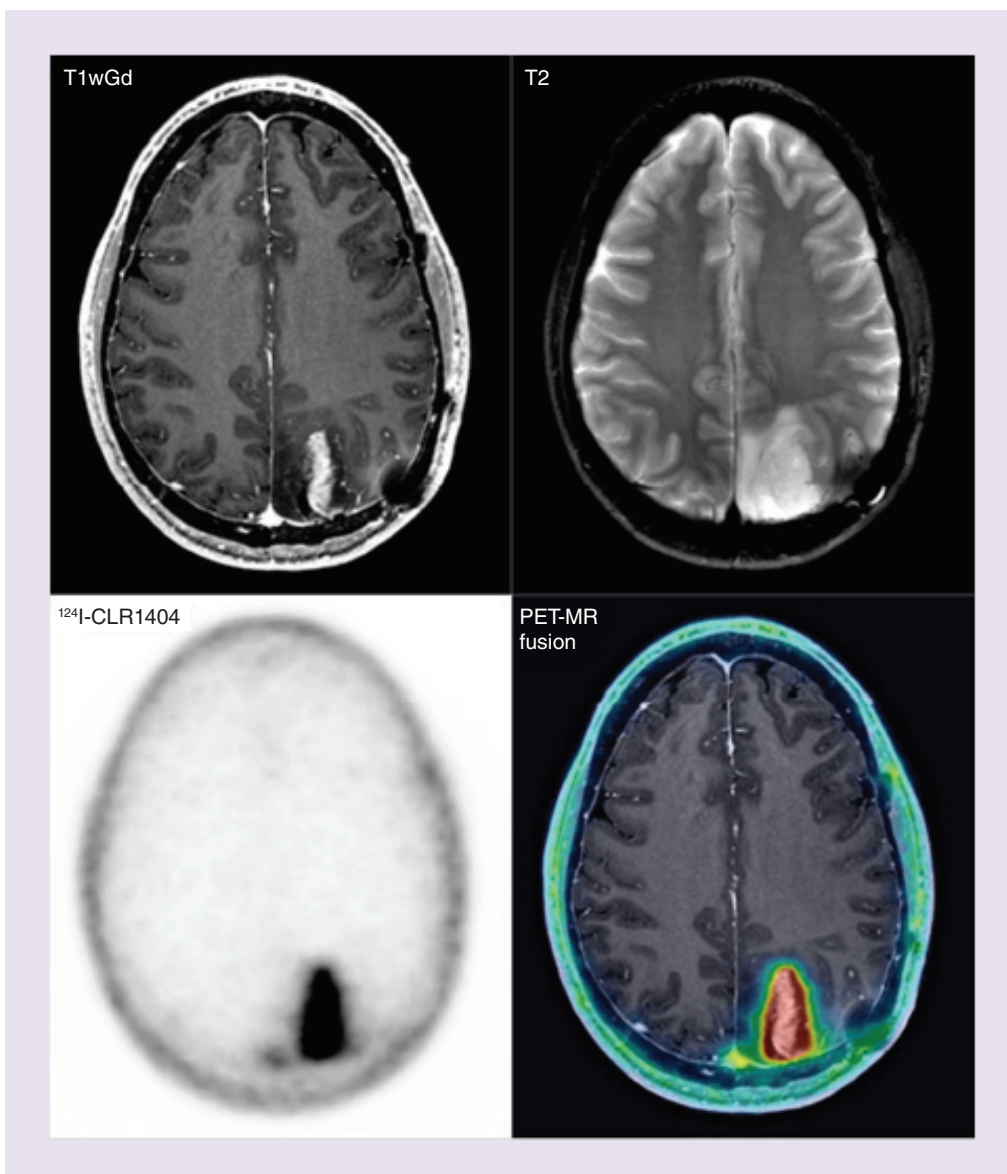 T1wGd
T2
¹²⁴I-CLR1404
PET-MR
fusion